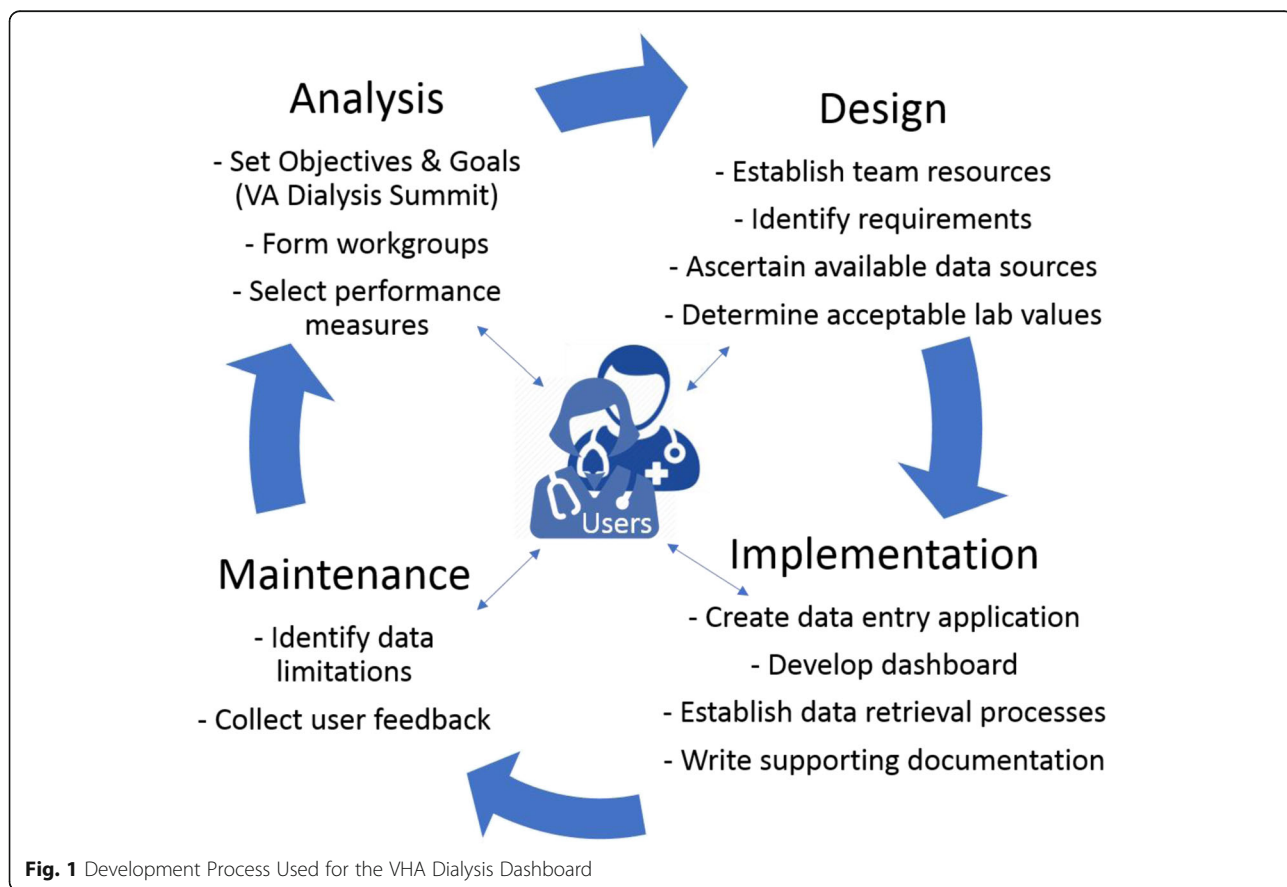 Analysis
- Set Objectives & Goals
(VA Dialysis Summit)
- Form workgroups
- Select performance
measures
Design
- Establish team resources
- Identify requirements
- Ascertain available data sources
- Determine acceptable lab values
Users
Maintenance
- Identify data
limitations
- Collect user feedback
Implementation
- Create data entry application
- Develop dashboard
- Establish data retrieval processes
- Write supporting documentation
Fig. 1 Development Process Used for the VHA Dialysis Dashboard